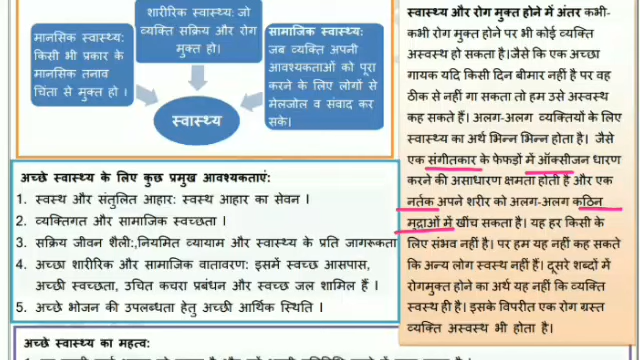 मानसिक स्वास्थ्य:
किसी भी प्रकार के
मानसिक तनाव
चिंता से मुक्त हो ।
शारीरिक स्वास्थ्य: जो
व्यक्ति सक्रिय और रोग
मुक्त हो।
सामाजिक स्वास्थ्य:
जब व्यक्ति अपनी
आवश्यकताओं को पूरा
करने के लिए लोगों से
मेलजोल व संवाद कर
सके।
स्वास्थ्य
अच्छे स्वास्थ्य के लिए कुछ प्रमुख आवश्यकताएं:
1. स्वस्थ और संतुलित आहार: स्वस्थ आहार का सेवन ।
2. व्यक्तिगत और सामाजिक स्वच्छता ।
3. सक्रिय जीवन शैली:,नियमित व्यायाम और स्वास्थ्य के प्रति जागरूकता
4. अच्छा शारीरिक और सामाजिक वातावरण: इसमें स्वच्छ आसपास,
अच्छी स्वच्छता, उचित कचरा प्रबंधन और स्वच्छ जल शामिल हैं ।
5. अच्छे भोजन की उपलब्धता हेतु अच्छी आर्थिक स्थिति ।
अच्छे स्वास्थ्य का महत्व:
स्वास्थ्य और रोग मुक्त होने में अंतर कभी-
कभी रोग मुक्त होने पर भी कोई व्यक्ति
अस्वस्थ हो सकता है।जैसे कि एक अच्छा
गायक यदि किसी दिन बीमार नहीं है पर वह
ठीक से नहीं गा सकता तो हम उसे अस्वस्थ
कह सकते हैं। अलग-अलग व्यक्तियों के लिए
स्वास्थ्य का अर्थ भिन्न भिन्न होता है। जैसे
एक संगीतकार के फेफड़ों में ऑक्सीजन धारण
करने की असाधारण क्षमता होती है और एक
नर्तक अपने शरीर को अलग-अलग कठिन
मुद्राओं में खींच सकता है। यह हर किसी के
लिए संभव नहीं है। पर हम यह नहीं कह सकते
कि अन्य लोग स्वस्थ नहीं हैं। दूसरे शब्दों में
रोगमुक्त होने का अर्थ यह नहीं कि व्यक्ति
स्वस्थ ही है। इसके विपरीत एक रोग ग्रस्त
व्यक्ति अस्वस्थ भी होता है।